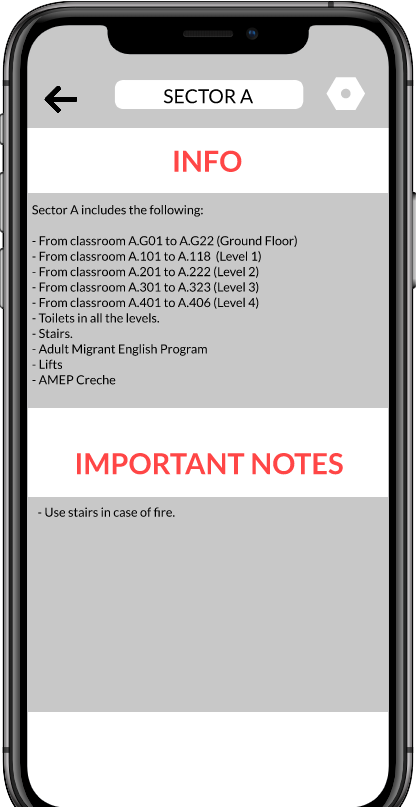 SECTOR A
INFO
Sector A includes the following:
- From classroom A.G01 to A.G22 (Ground Floor)
- From classroom A.101 to A.118 (Level 1)
- From classroom A.201 to A.222 (Level 2)
- From classroom A.301 to A.323 (Level 3)
- From classroom A.401 to A.406 (Level 4)
- Toilets in all the levels.
- Stairs.
- Adult Migrant English Program
- Lifts
- AMEP Creche
IMPORTANT NOTES
- Use stairs in case of fire.